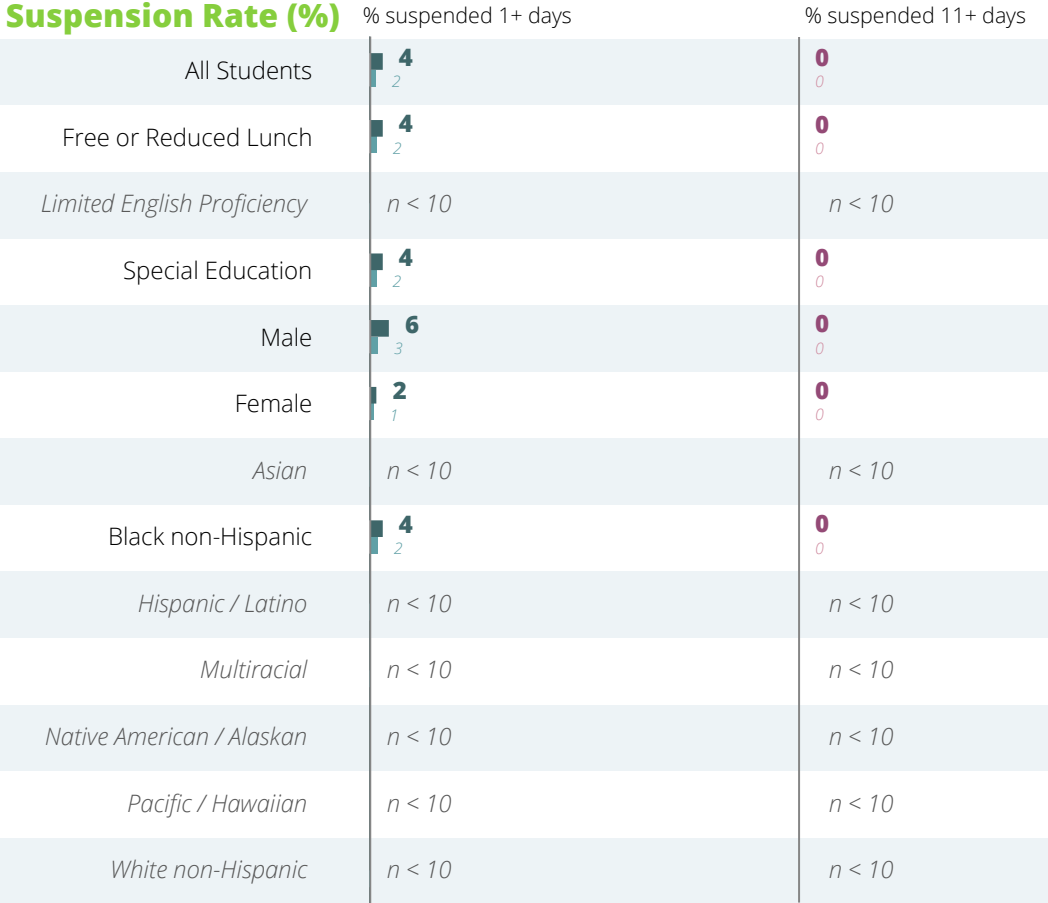 Suspension Rate (%) % suspended 1+ days % suspended 11+ days
All Students 4 0
2 0
Free or Reduced Lunch 4 0
2 0
Limited English Proficiency n < 10 n < 10
Special Education 4 0
2 0
Male 6 0
3 0
Female 2 0
1 0
Asian n < 10 n < 10
Black non-Hispanic 4 0
2 0
Hispanic / Latino n < 10 n < 10
Multiracial n < 10 n < 10
Native American / Alaskan n < 10 n < 10
Pacific / Hawaiian n < 10 n < 10
White non-Hispanic n < 10 n < 10